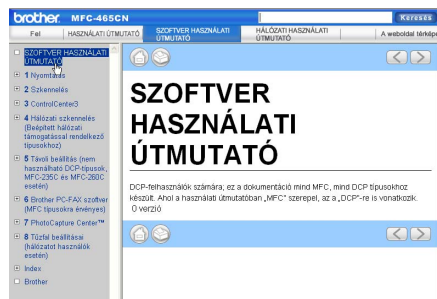 brother. MFC-465CN
Keresés
Fel
HASZNÁLATI ÚTMUTATÓ
SZOFTVER HASZNÁLATI ÚTMUTATÓ
HÁLÓZATI HASZNÁLATI ÚTMUTATÓ
A weboldal térképe
SZOFTVER HASZNÁLATI
ÚTMUTATÓ
1 Nyomtatás
2 Szkennelés
3 ControlCenter3
4 Hálózati szkennelés
(Beépített hálózati
támogatással rendelkező
típusokhoz)
5 Távoli beállítás (nem
használható DCP-típusok,
MFC-235C és MFC-260C
esetén)
6 Brother PC-FAX szoftver
(MFC típusokra érvényes)
7 PhotoCapture Center™
8 Tűzfal beállításai
(hálózatot használók
esetén)
Index
Brother
SZOFTVER
HASZNÁLATI
ÚTMUTATÓ
DCP-felhasználók számára; ez a dokumentáció mind MFC, mind DCP típusokhoz
készült. Ahol a használati útmutatóban „MFC” szerepel, az a „DCP”-re is vonatkozik.
0 verzió